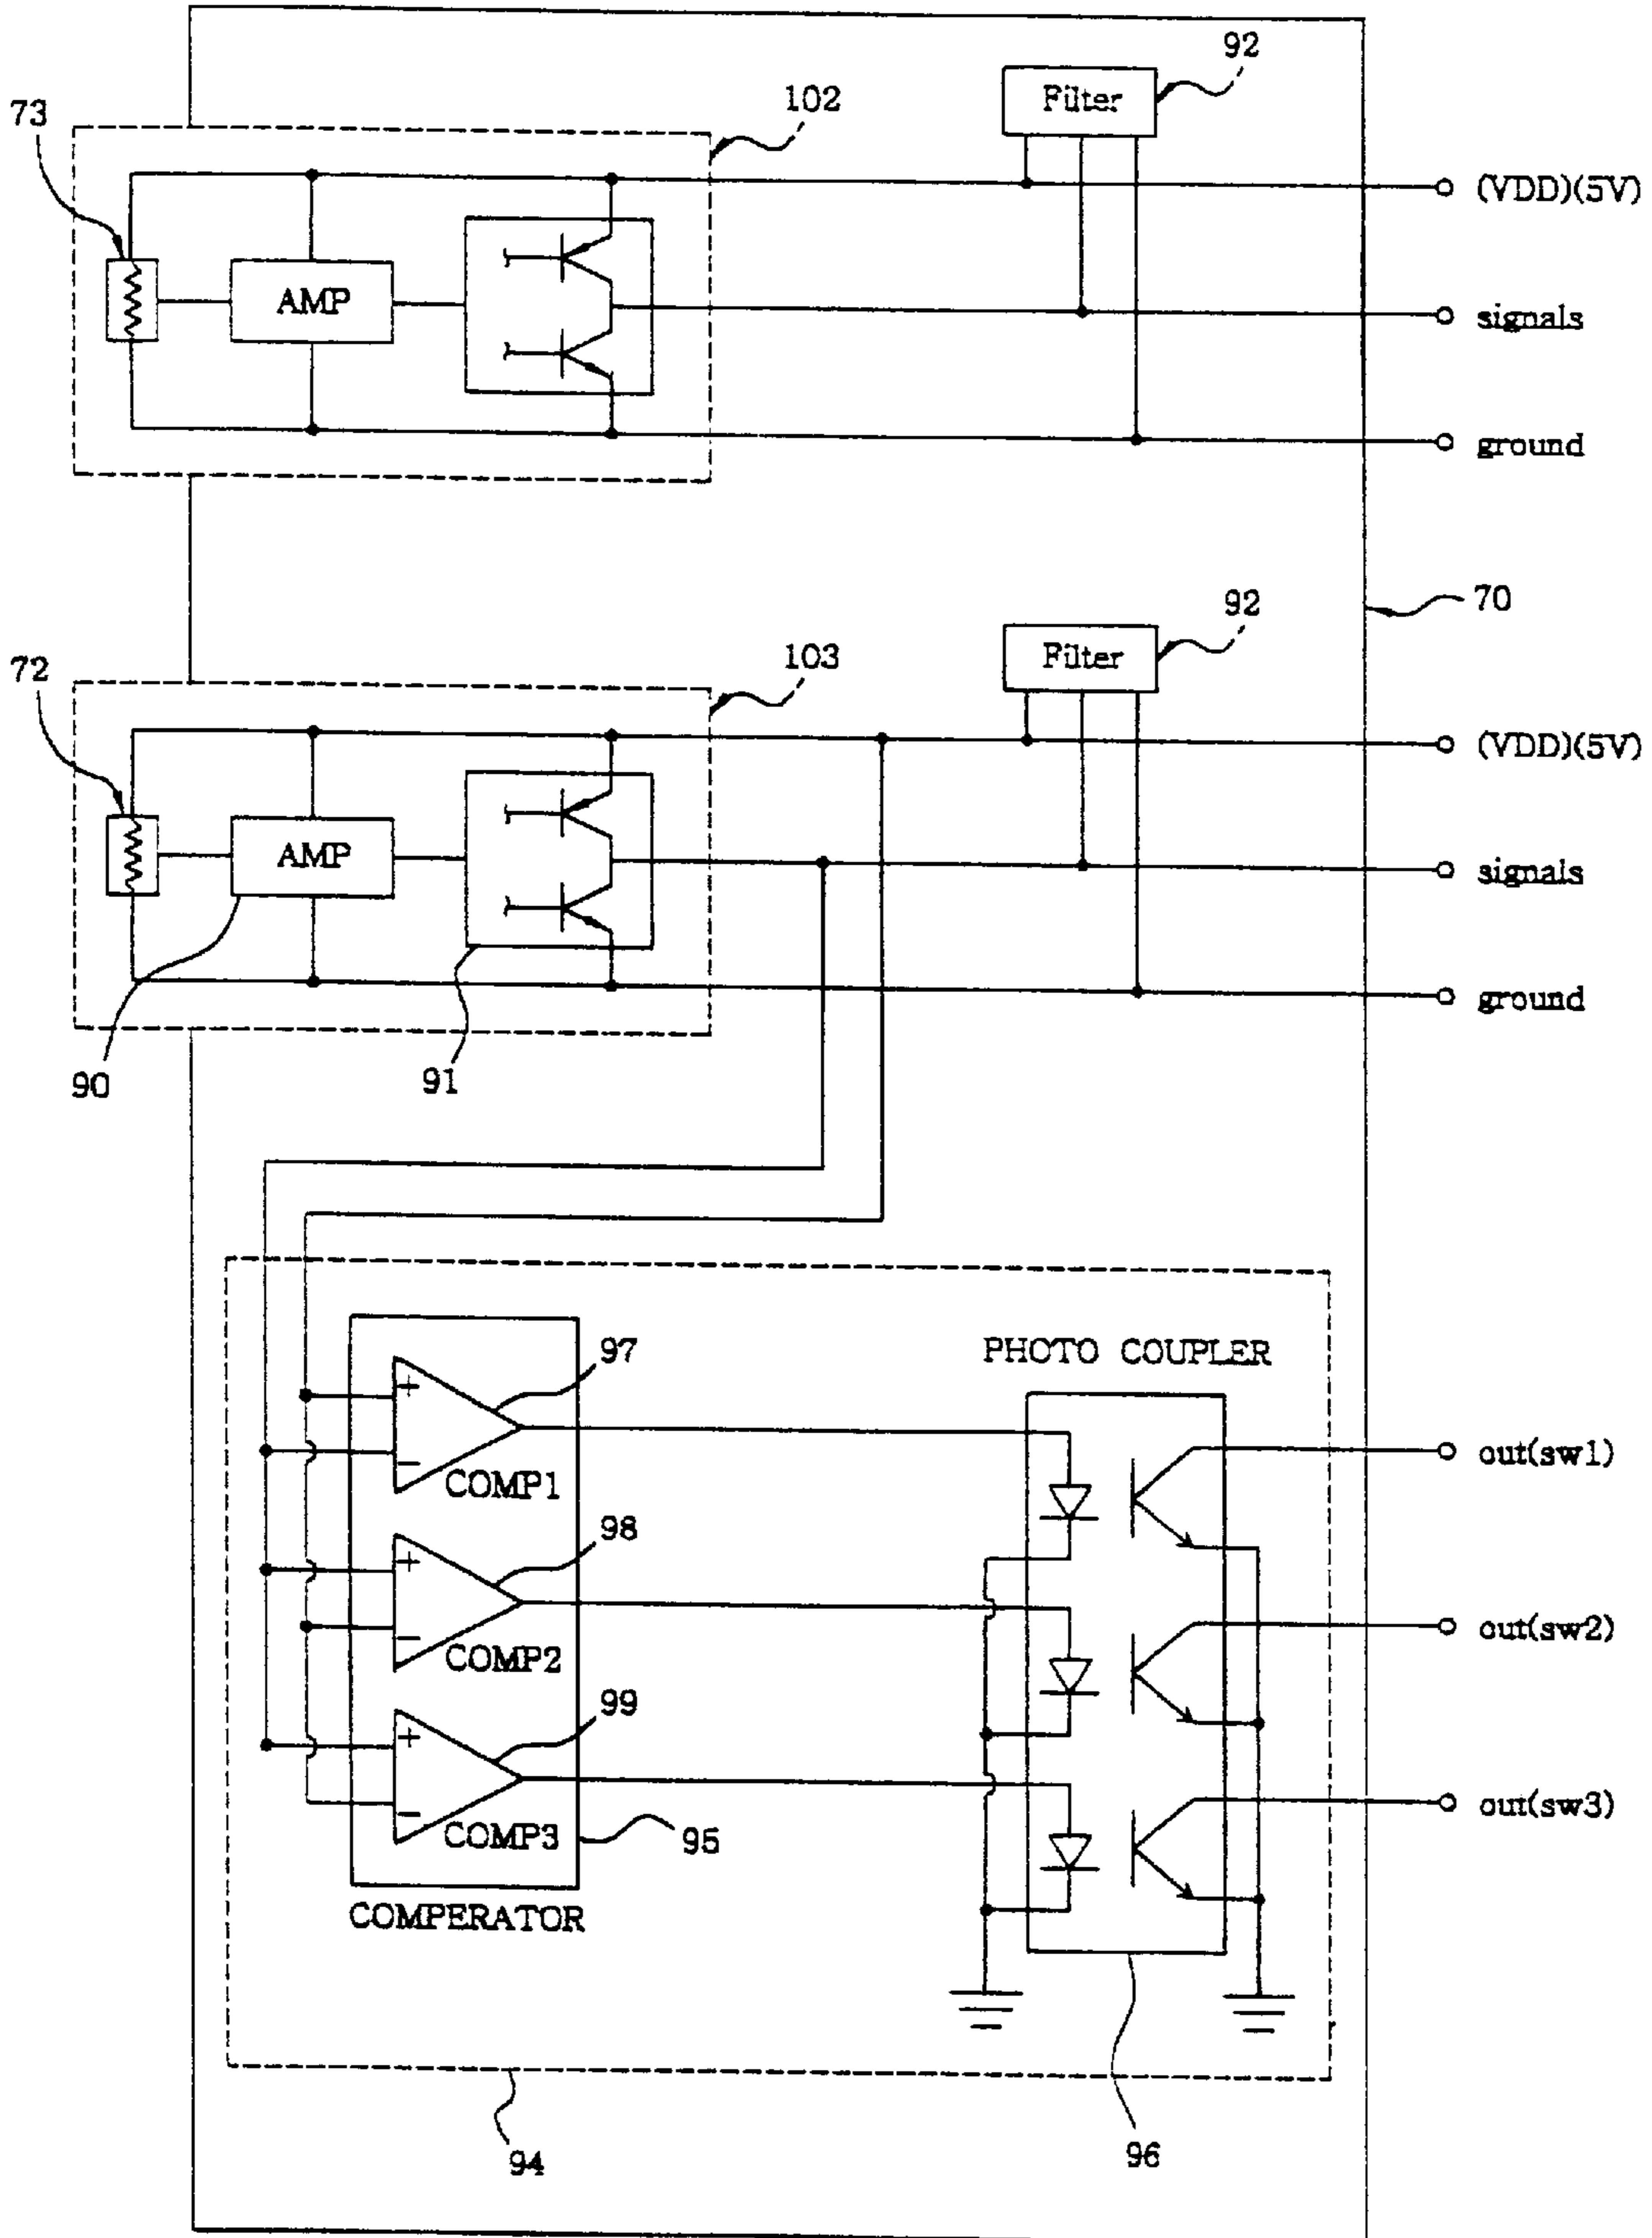 92
Filter
73
102
(VDD)(5V)
AMP
signals
ground
92
Filter
70
72
103
(VDD)(5V)
AMP
signals
ground
90
91
97
PHOTO COUPLER
+
−
COMP1
out(sw1)
98
+
−
COMP2
out(sw2)
99
+
−
COMP3
out(sw3)
95
COMPERATOR
94
96